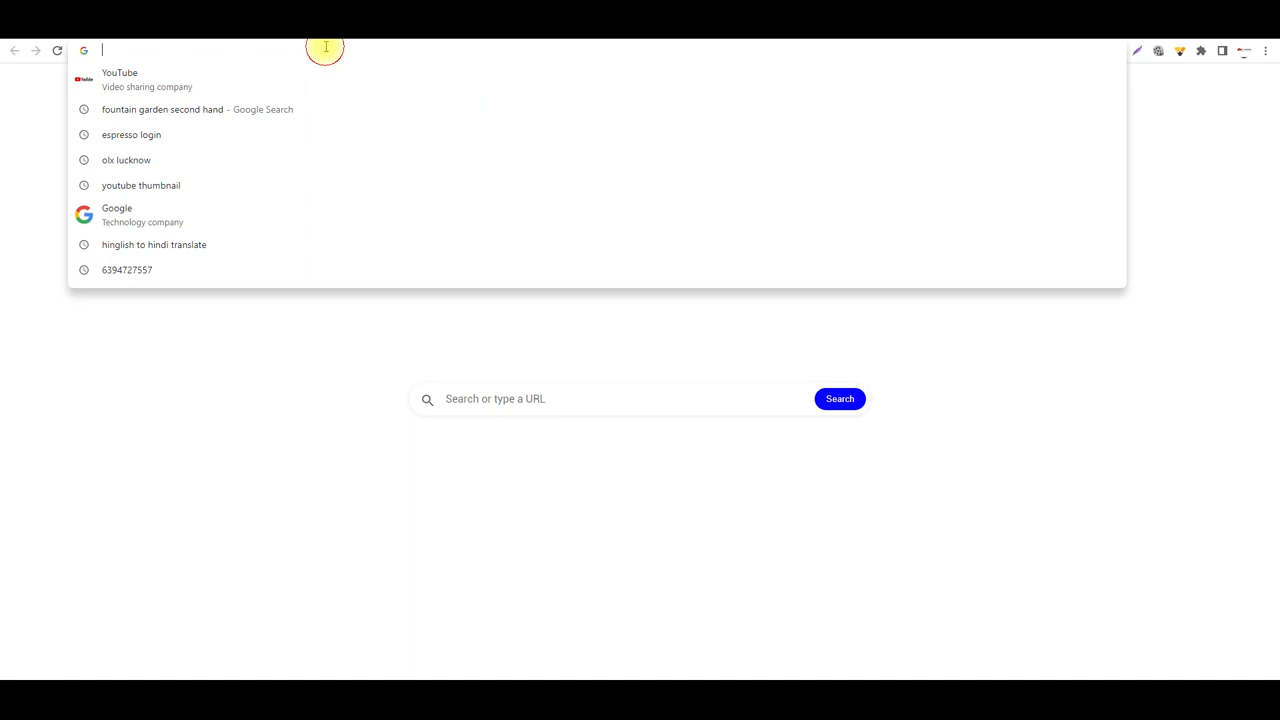 YouTube
Video sharing company
fountain garden second hand - Google Search
espresso login
olx lucknow
youtube thumbnail
Google
Technology company
hinglish to hindi translate
6394727557
Search or type a URL
Search